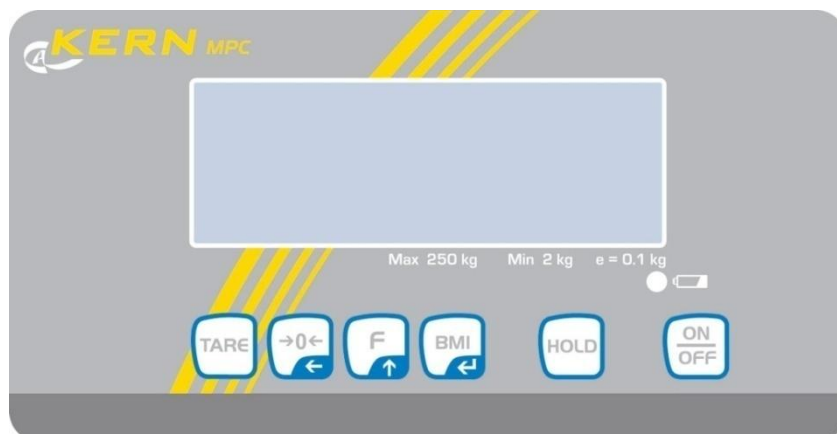 KERN MPC
Max 250 kg Min 2 kg e = 0.1 kg
TARE →0← F BMI HOLD ON
OFF